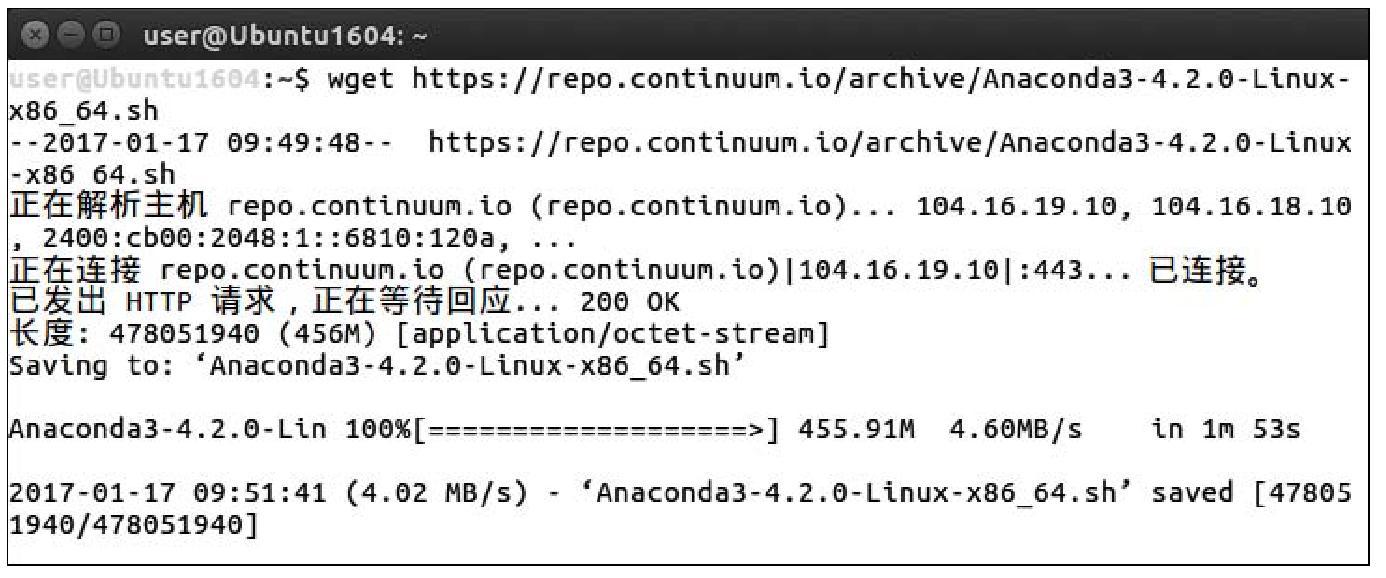 user@Ubuntu1604: ~
user@Ubuntu1604:~$ wget https://repo.continuum.io/archive/Anaconda3-4.2.0-Linux-
x86_64.sh
--2017-01-17 09:49:48--  https://repo.continuum.io/archive/Anaconda3-4.2.0-Linux
-x86 64.sh
正在解析主机 repo.continuum.io (repo.continuum.io)... 104.16.19.10, 104.16.18.10
, 2400:cb00:2048:1::6810:120a, ...
正在连接 repo.continuum.io (repo.continuum.io)|104.16.19.10|:443... 已连接。
已发出 HTTP 请求，正在等待回应... 200 OK
长度: 478051940 (456M) [application/octet-stream]
Saving to: ‘Anaconda3-4.2.0-Linux-x86_64.sh’
Anaconda3-4.2.0-Lin 100%[===================>] 455.91M  4.60MB/s    in 1m 53s
2017-01-17 09:51:41 (4.02 MB/s) - ‘Anaconda3-4.2.0-Linux-x86_64.sh’ saved [47805
1940/478051940]